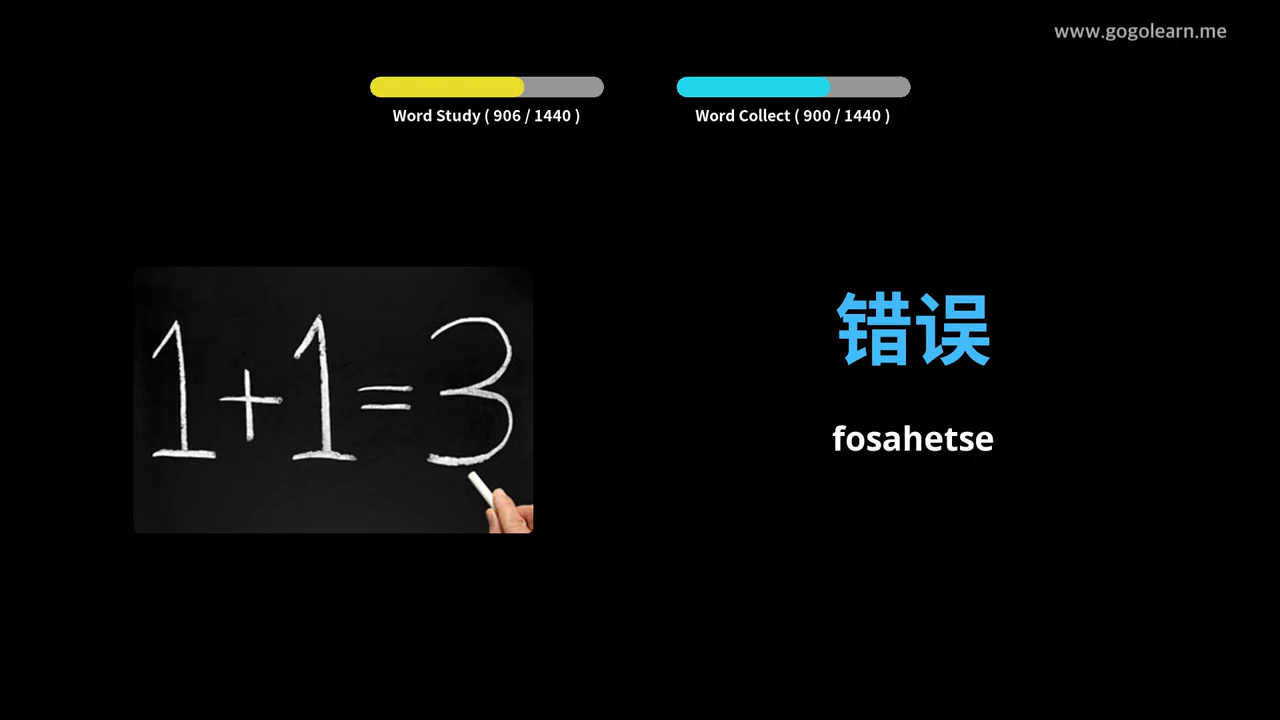 www.gogolearn.me
Word Study ( 906 / 1440 )
Word Collect ( 900 / 1440 )
1+1=3
错误
fosahetse